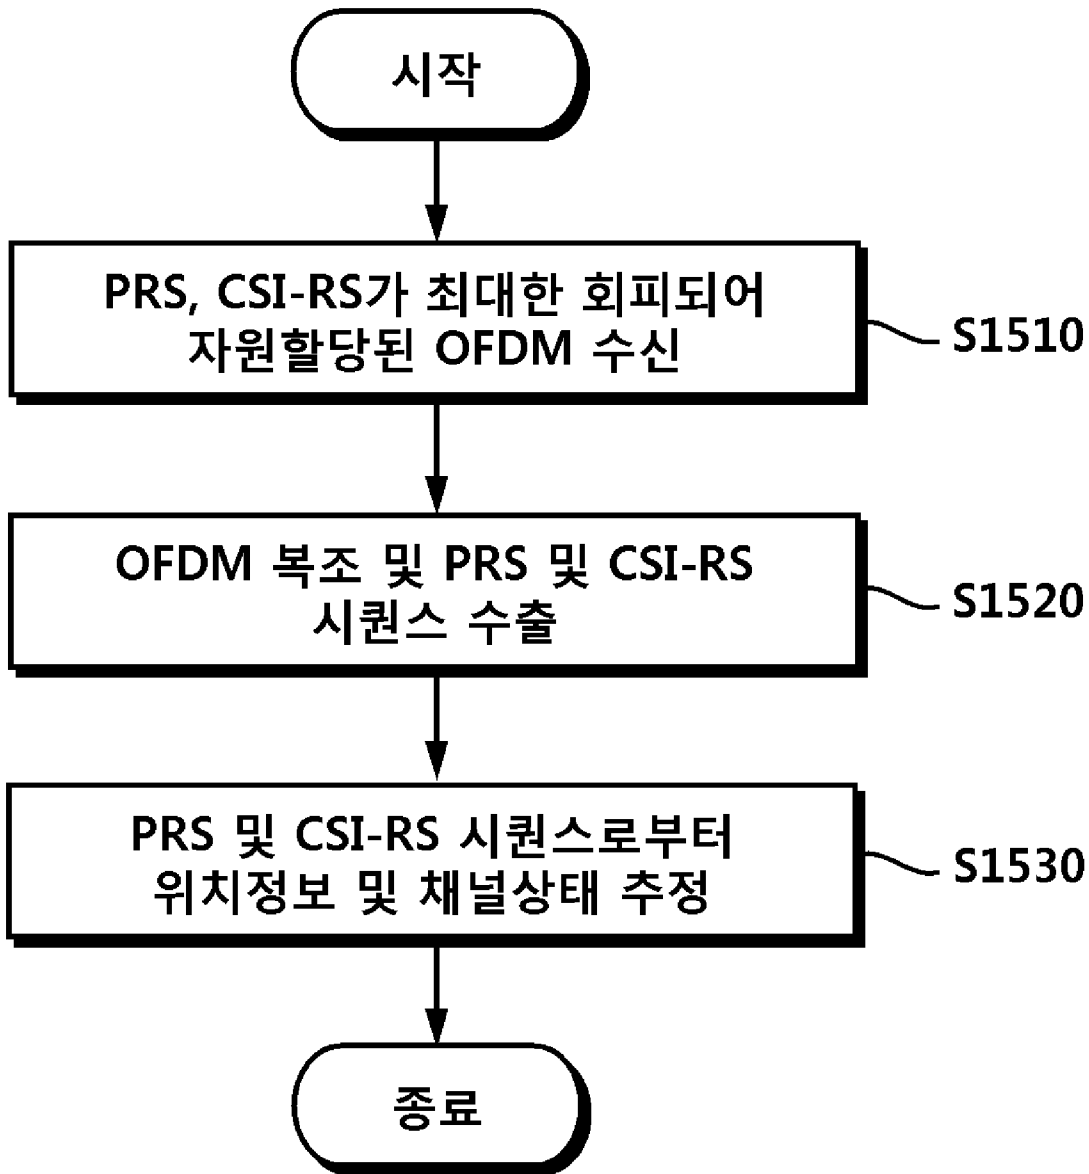 시작
PRS, CSI-RS가 최대한 회피되어
자원할당된 OFDM 수신
S1510
OFDM 복조 및 PRS 및 CSI-RS
시퀀스 수출
S1520
PRS 및 CSI-RS 시퀀스로부터
위치정보 및 채널상태 추정
S1530
종료